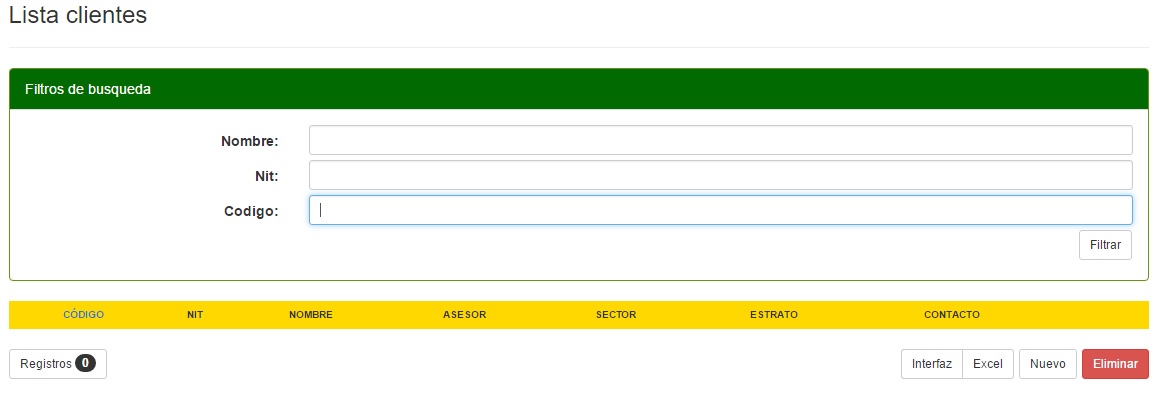 Lista clientes
Filtros de busqueda
Nombre:
Nit:
Codigo:
Filtrar
CÓDIGO NIT NOMBRE ASESOR SECTOR ESTRATO CONTACTO
Registros 0 Interfaz Excel Nuevo Eliminar